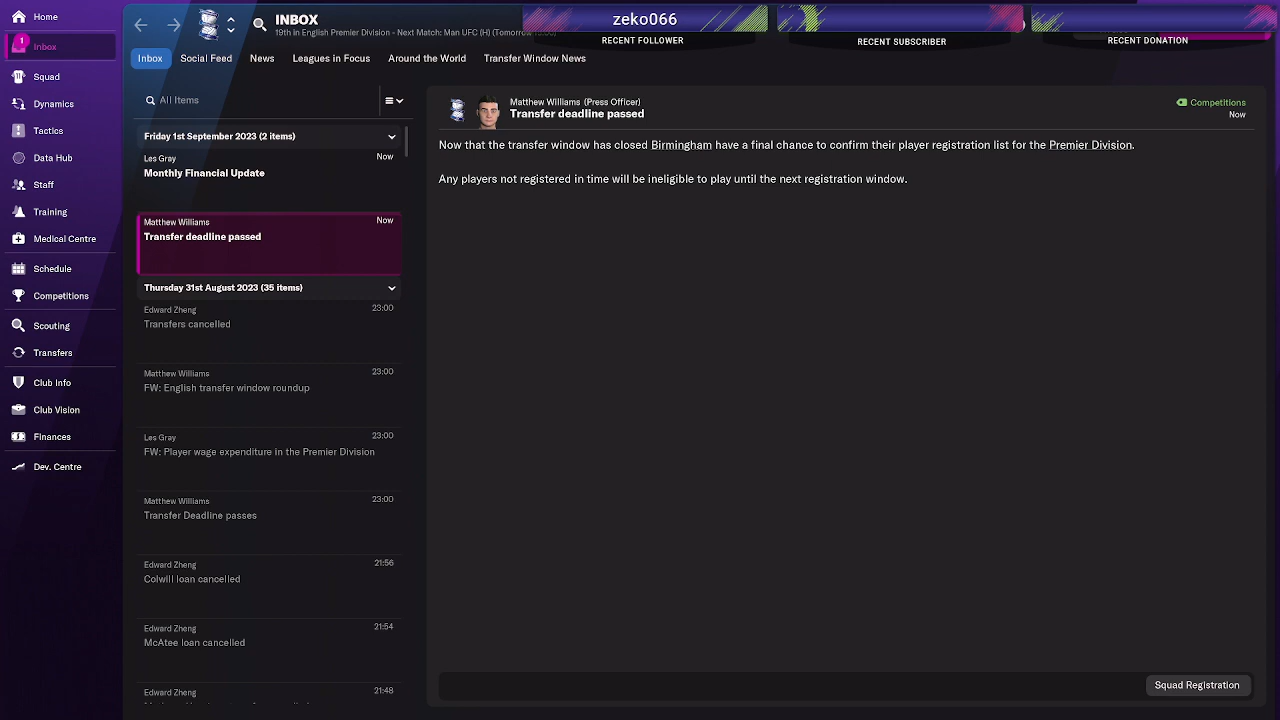 Home
1
Inbox
Squad
Dynamics
Tactics
Data Hub
Staff
Training
Medical Centre
Schedule
Competitions
Scouting
Transfers
Club Info
Club Vision
Finances
Dev. Centre
INBOX
19th in English Premier Division - Next Match: Man UFC (H) (Tomorrow
zeko066
RECENT FOLLOWER
RECENT SUBSCRIBER
RECENT DONATION
Inbox Social Feed News Leagues in Focus Around the World Transfer Window News
All Items
Friday 1st September 2023 (2 items)
Les Gray Now
Monthly Financial Update
Matthew Williams Now
Transfer deadline passed
Thursday 31st August 2023 (35 items)
Edward Zheng 23:00
Transfers cancelled
Matthew Williams 23:00
FW: English transfer window roundup
Les Gray 23:00
FW: Player wage expenditure in the Premier Division
Matthew Williams 23:00
Transfer Deadline passes
Edward Zheng 21:56
Colwill loan cancelled
Edward Zheng 21:54
McAtee loan cancelled
Edward Zheng 21:48
Matthew Williams (Press Officer)
Transfer deadline passed
Competitions
Now
Now that the transfer window has closed Birmingham have a final chance to confirm their player registration list for the Premier Division.
Any players not registered in time will be ineligible to play until the next registration window.
Squad Registration